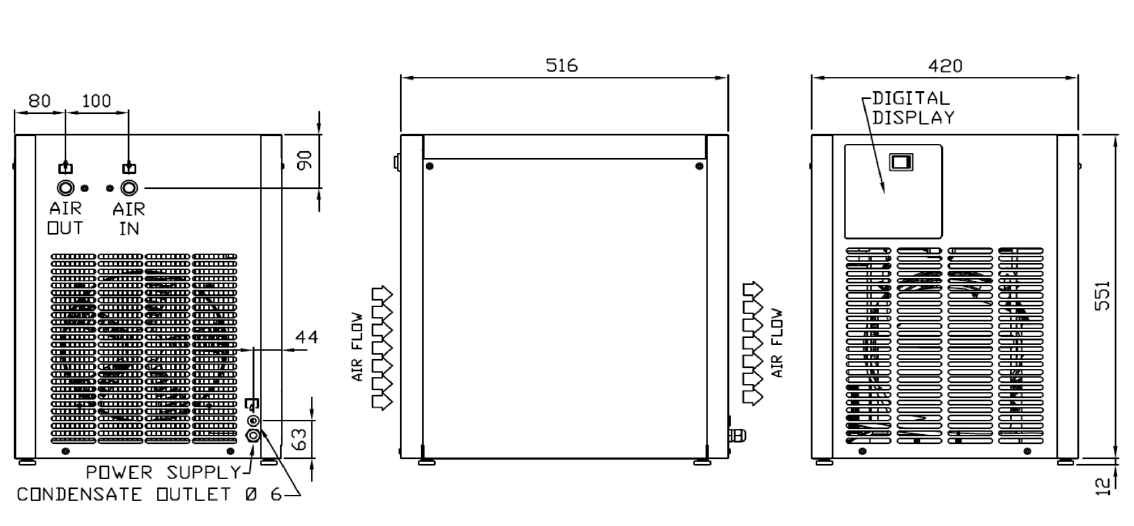 516
420
80
100
DIGITAL
DISPLAY
90
AIR
OUT
AIR
IN
551
44
AIR FLOW
AIR FLOW
63
POWER SUPPLY
CONDENSATE OUTLET Ø 6
12